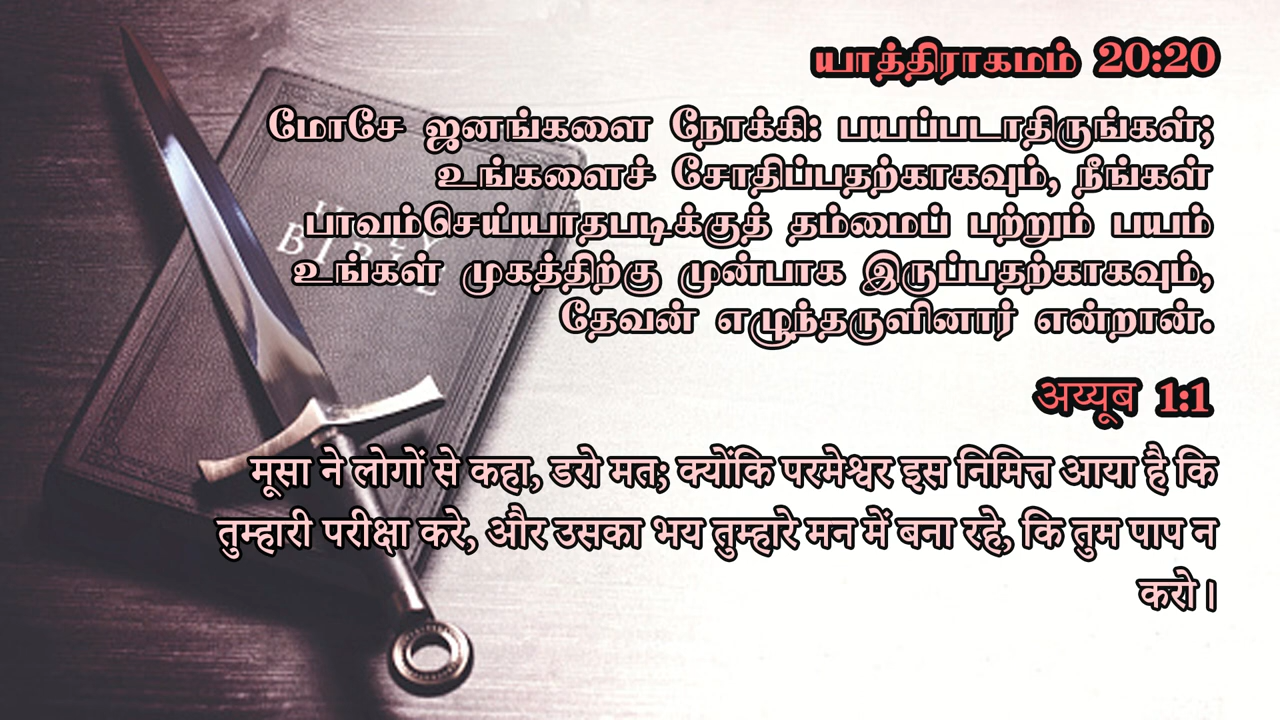 யாத்திராகமம் 20:20
மோசே ஜனங்களை நோக்கி: பயப்படாதிருங்கள்;
உங்களைச் சோதிப்பதற்காகவும், நீங்கள்
பாவம்செய்யாதபடிக்குத் தம்மைப் பற்றும் பயம்
உங்கள் முகத்திற்கு முன்பாக இருப்பதற்காகவும்,
தேவன் எழுந்தருளினார் என்றான்.
अय्यूब 1:1
मूसा ने लोगों से कहा, डरो मत; क्योंकि परमेश्वर इस निमित्त आया है कि
तुम्हारी परीक्षा करे, और उसका भय तुम्हारे मन में बना रहे, कि तुम पाप न
करो।